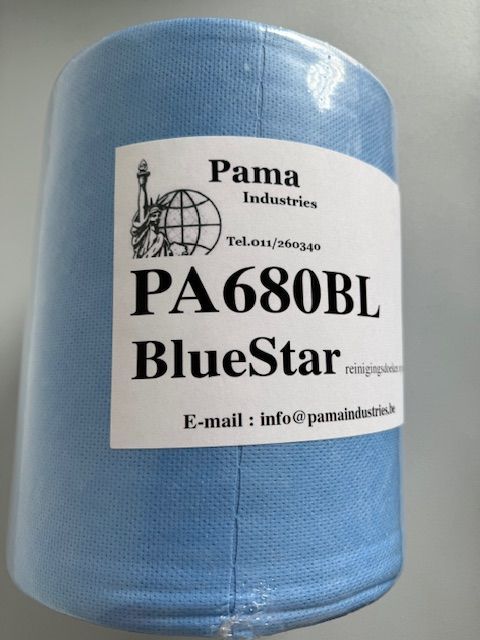 Pama
Industries
Tel.011/260340
PA680BL
BlueStar reinigingsdoeken
E-mail : info@pamaindustries.be